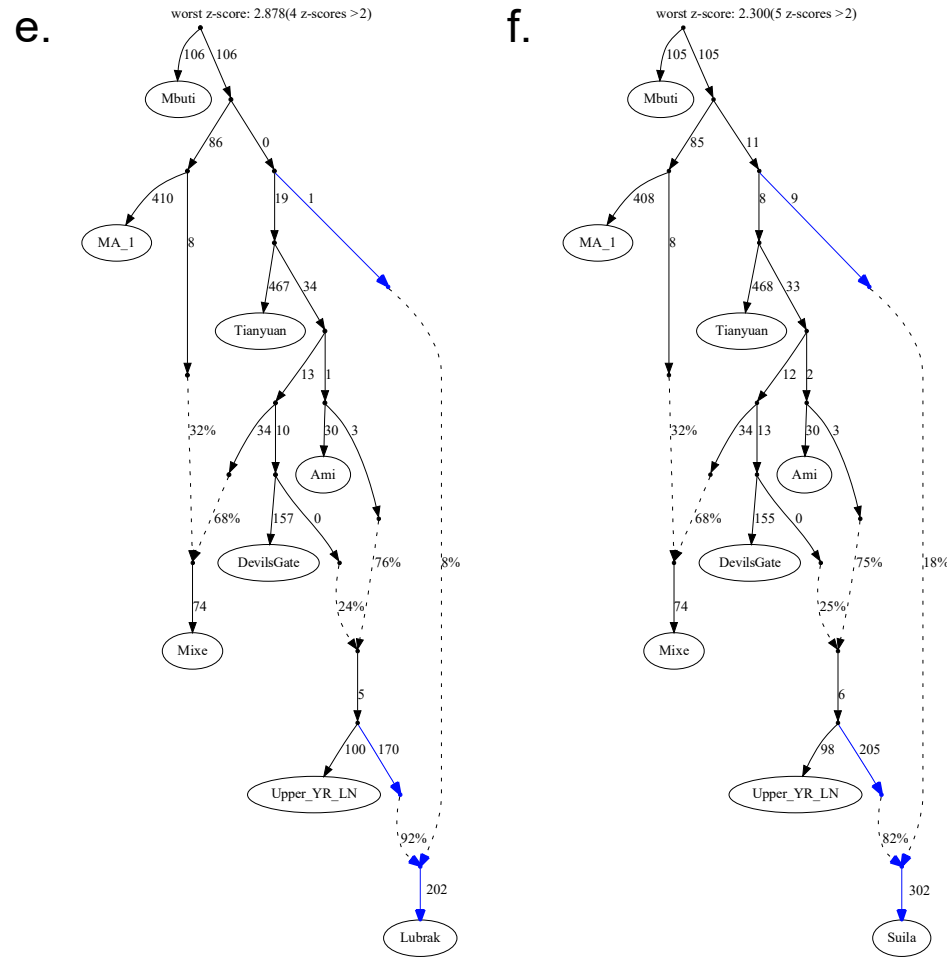 e.
worst z-score: 2.878(4 z-scores >2)
106 106
Mbuti
86 0
410 19 1
MA_1 8
467 34
Tianyuan
13 1
32% 34 10 30 3
Ami
68% 157 0
DevilsGate 76% 8%
74 24%
Mixe
5
100 170
Upper_YR_LN
92%
202
Lubrak
f.
worst z-score: 2.300(5 z-scores >2)
105 105
Mbuti
85 11
408 8 9
MA_1 8
468 33
Tianyuan
12 2
32% 34 13 30 3
Ami
68% 155 0
DevilsGate 75% 18%
74 25%
Mixe
6
98 205
Upper_YR_LN
82%
302
Suila